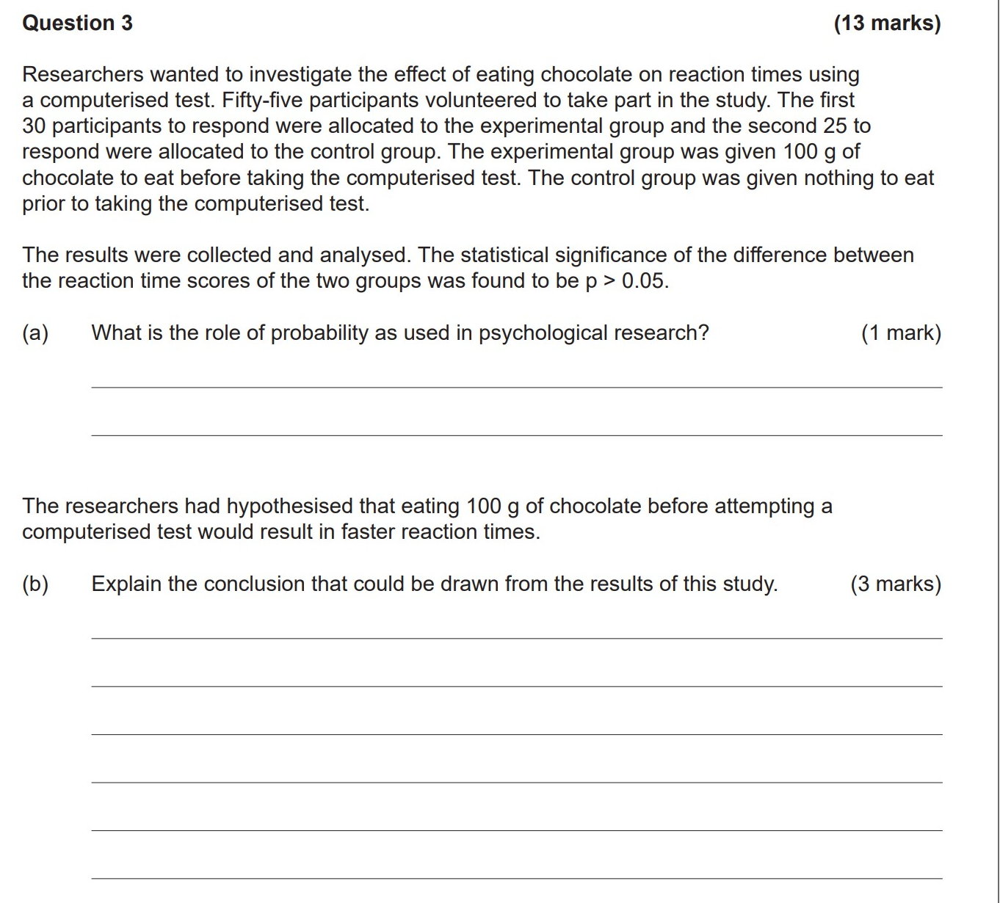 Question 3 (13 marks)
Researchers wanted to investigate the effect of eating chocolate on reaction times using
a computerised test. Fifty-five participants volunteered to take part in the study. The first
30 participants to respond were allocated to the experimental group and the second 25 to
respond were allocated to the control group. The experimental group was given 100 g of
chocolate to eat before taking the computerised test. The control group was given nothing to eat
prior to taking the computerised test.
The results were collected and analysed. The statistical significance of the difference between
the reaction time scores of the two groups was found to be p > 0.05.
(a) What is the role of probability as used in psychological research? (1 mark)
The researchers had hypothesised that eating 100 g of chocolate before attempting a
computerised test would result in faster reaction times.
(b) Explain the conclusion that could be drawn from the results of this study. (3 marks)